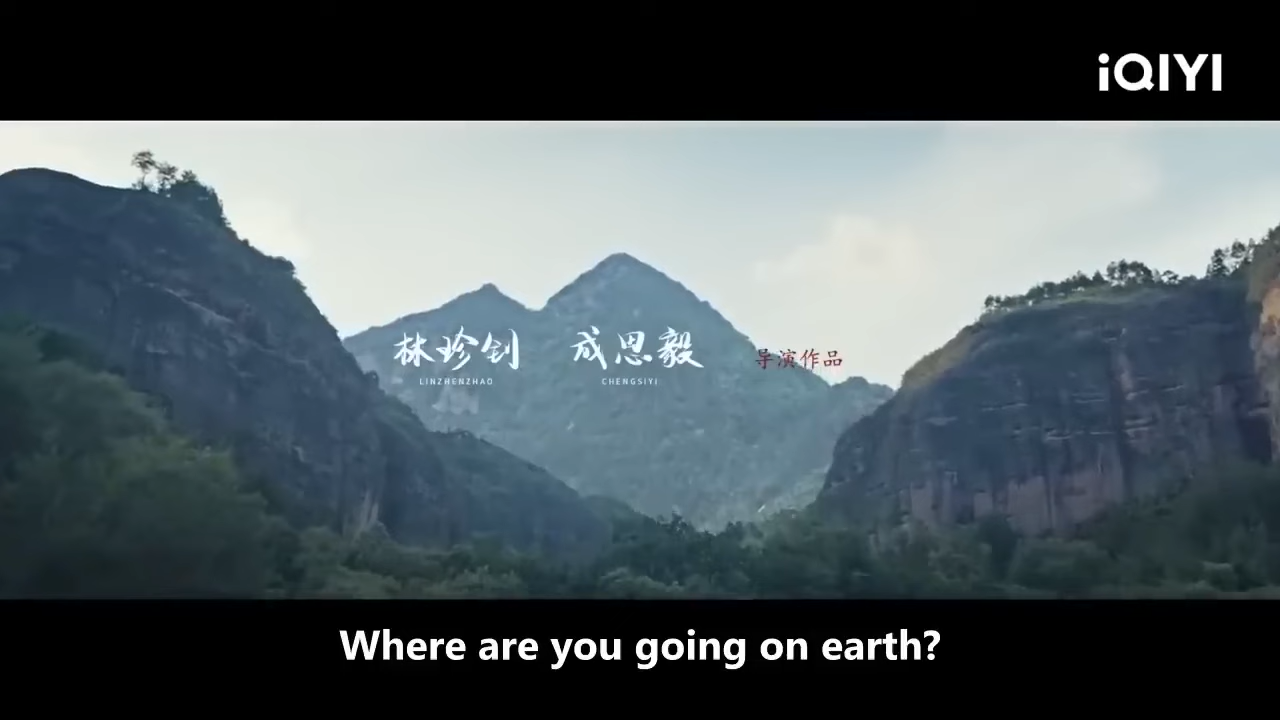 iQIYI
林珍钊 成思毅 导演作品
LINZHENZHAO CHENGSIYI
Where are you going on earth?